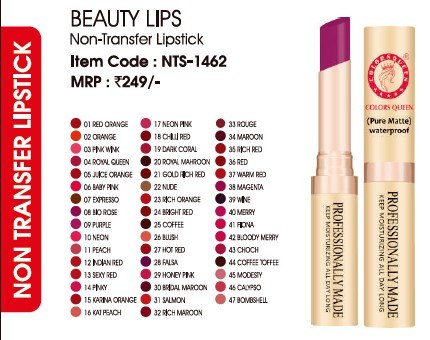 NON TRANSFER LIPSTICK
BEAUTY LIPS
Non-Transfer Lipstick
Item Code : NTS-1462
MRP : ₹249/-
01 RED ORANGE
02 ORANGE
03 PINK WINK
04 ROYAL QUEEN
05 JUICE ORANGE
06 BABY PINK
07 EXPRESSO
08 BIO ROSE
09 PURPLE
10 NEON
11 PEACH
12 INDIAN RED
13 SEXY RED
14 PINKY
15 KARINA ORANGE
16 KAT PEACH
17 NEON PINK
18 CHILLI RED
19 DARK CORAL
20 ROYAL MAHROON
21 GOLD RICH RED
22 NUDE
23 RICH ORANGE
24 BRIGHT RED
25 COFFEE
26 BLUSH
27 HOT RED
28 FALSA
29 HONEY PINK
30 BRIDAL MAROON
31 SALMON
32 RICH MAROON
33 ROUGE
34 MAROON
35 RICH RED
36 RED
37 WARM RED
38 MAGENTA
39 WINE
40 MERRY
41 FIONA
42 BLOODY MERRY
43 CHOCH
44 COFFEE TOFFEE
45 MODESTY
46 CALYPSO
47 BOMBSHELL
PROFESSIONALLY MADE
KEEP MOISTURIZING ALL DAY LONG
COLORSQUEEN
COLORS QUEEN
(Pure Matte)
waterproof
PROFESSIONALLY MADE
KEEP MOISTURIZING ALL DAY LONG